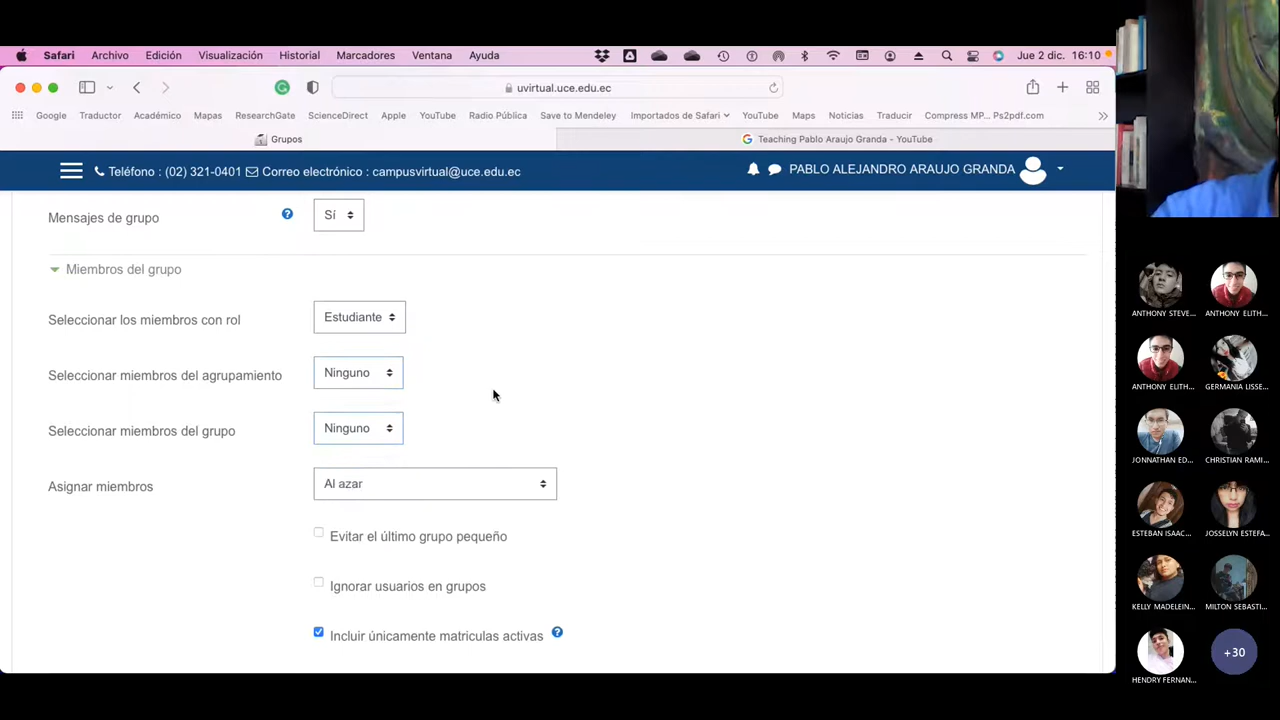 Safari Archivo Edición Visualización Historial Marcadores Ventana Ayuda Jue 2 dic. 16:10
uvirtual.uce.edu.ec
Google Traductor Académico Mapas ResearchGate ScienceDirect Apple YouTube Radio Pública Save to Mendeley Importados de Safari YouTube Maps Noticias Traducir Compress MP... Ps2pdf.com
Grupos Teaching Pablo Araujo Granda - YouTube
Teléfono : (02) 321-0401 Correo electrónico : campusvirtual@uce.edu.ec PABLO ALEJANDRO ARAUJO GRANDA
Mensajes de grupo Sí
Miembros del grupo
Seleccionar los miembros con rol Estudiante
Seleccionar miembros del agrupamiento Ninguno
Seleccionar miembros del grupo Ninguno
Asignar miembros Al azar
Evitar el último grupo pequeño
Ignorar usuarios en grupos
Incluir únicamente matriculas activas
ANTHONY STEVE... ANTHONY ELITH...
ANTHONY ELITH... GERMANIA LISSE...
JONNATHAN ED... CHRISTIAN RAMI...
ESTEBAN ISAAC... JOSSELYN ESTEFA...
KELLY MADELEIN... MILTON SEBASTI...
+30
HENDRY FERNAN...